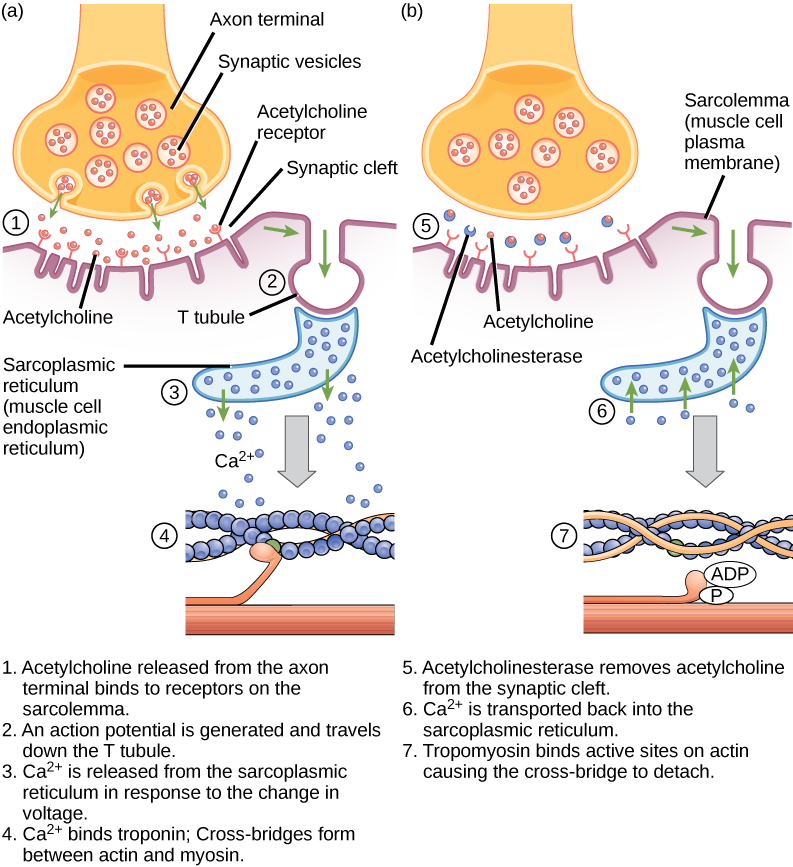 (a)
Axon terminal
Synaptic vesicles
Acetylcholine
receptor
Synaptic cleft
1
Acetylcholine
2
T tubule
Sarcoplasmic
reticulum
(muscle cell
endoplasmic
reticulum)
3
Ca2+
4
1. Acetylcholine released from the axon
terminal binds to receptors on the
sarcolemma.
2. An action potential is generated and travels
down the T tubule.
3. Ca2+ is released from the sarcoplasmic
reticulum in response to the change in
voltage.
4. Ca2+ binds troponin; Cross-bridges form
between actin and myosin.
(b)
Sarcolemma
(muscle cell
plasma
membrane)
5
Acetylcholine
Acetylcholinesterase
6
7
ADP
P
5. Acetylcholinesterase removes acetylcholine
from the synaptic cleft.
6. Ca2+ is transported back into the
sarcoplasmic reticulum.
7. Tropomyosin binds active sites on actin
causing the cross-bridge to detach.